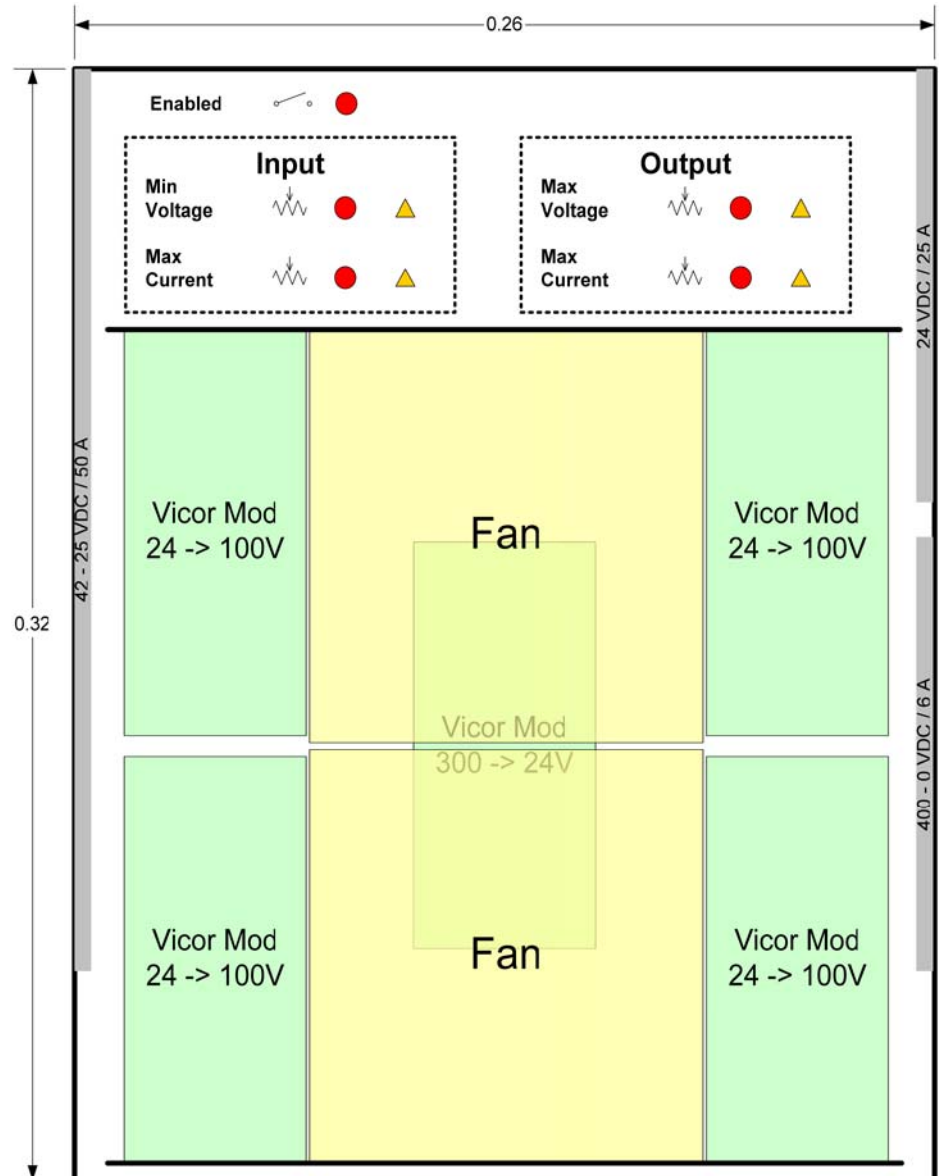 0.26
0.32
Enabled
Input
Min
Voltage
Max
Current
Output
Max
Voltage
Max
Current
42 - 25 VDC / 50 A
24 VDC / 25 A
400 - 0 VDC / 6 A
Vicor Mod
24 -> 100V
Fan
Vicor Mod
24 -> 100V
Vicor Mod
300 -> 24V
Vicor Mod
24 -> 100V
Fan
Vicor Mod
24 -> 100V